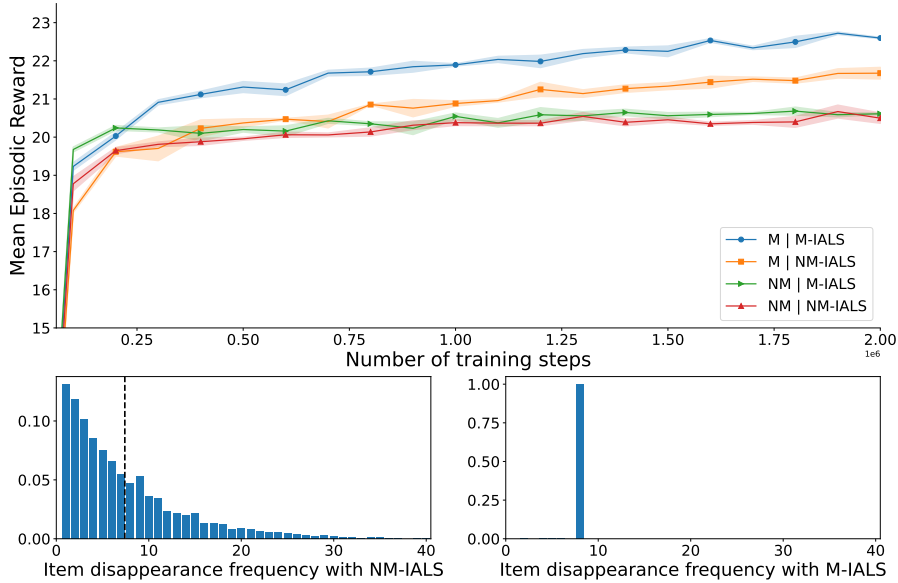 23
22
21
20
19
18
17
16
15
Mean Episodic Reward
M | M-IALS
M | NM-IALS
NM | M-IALS
NM | NM-IALS
0.25 0.50 0.75 1.00 1.25 1.50 1.75 2.00
1e6
Number of training steps
0.10
0.05
0.00
0 10 20 30 40
Item disappearance frequency with NM-IALS
1.00
0.75
0.50
0.25
0.00
0 10 20 30 40
Item disappearance frequency with M-IALS